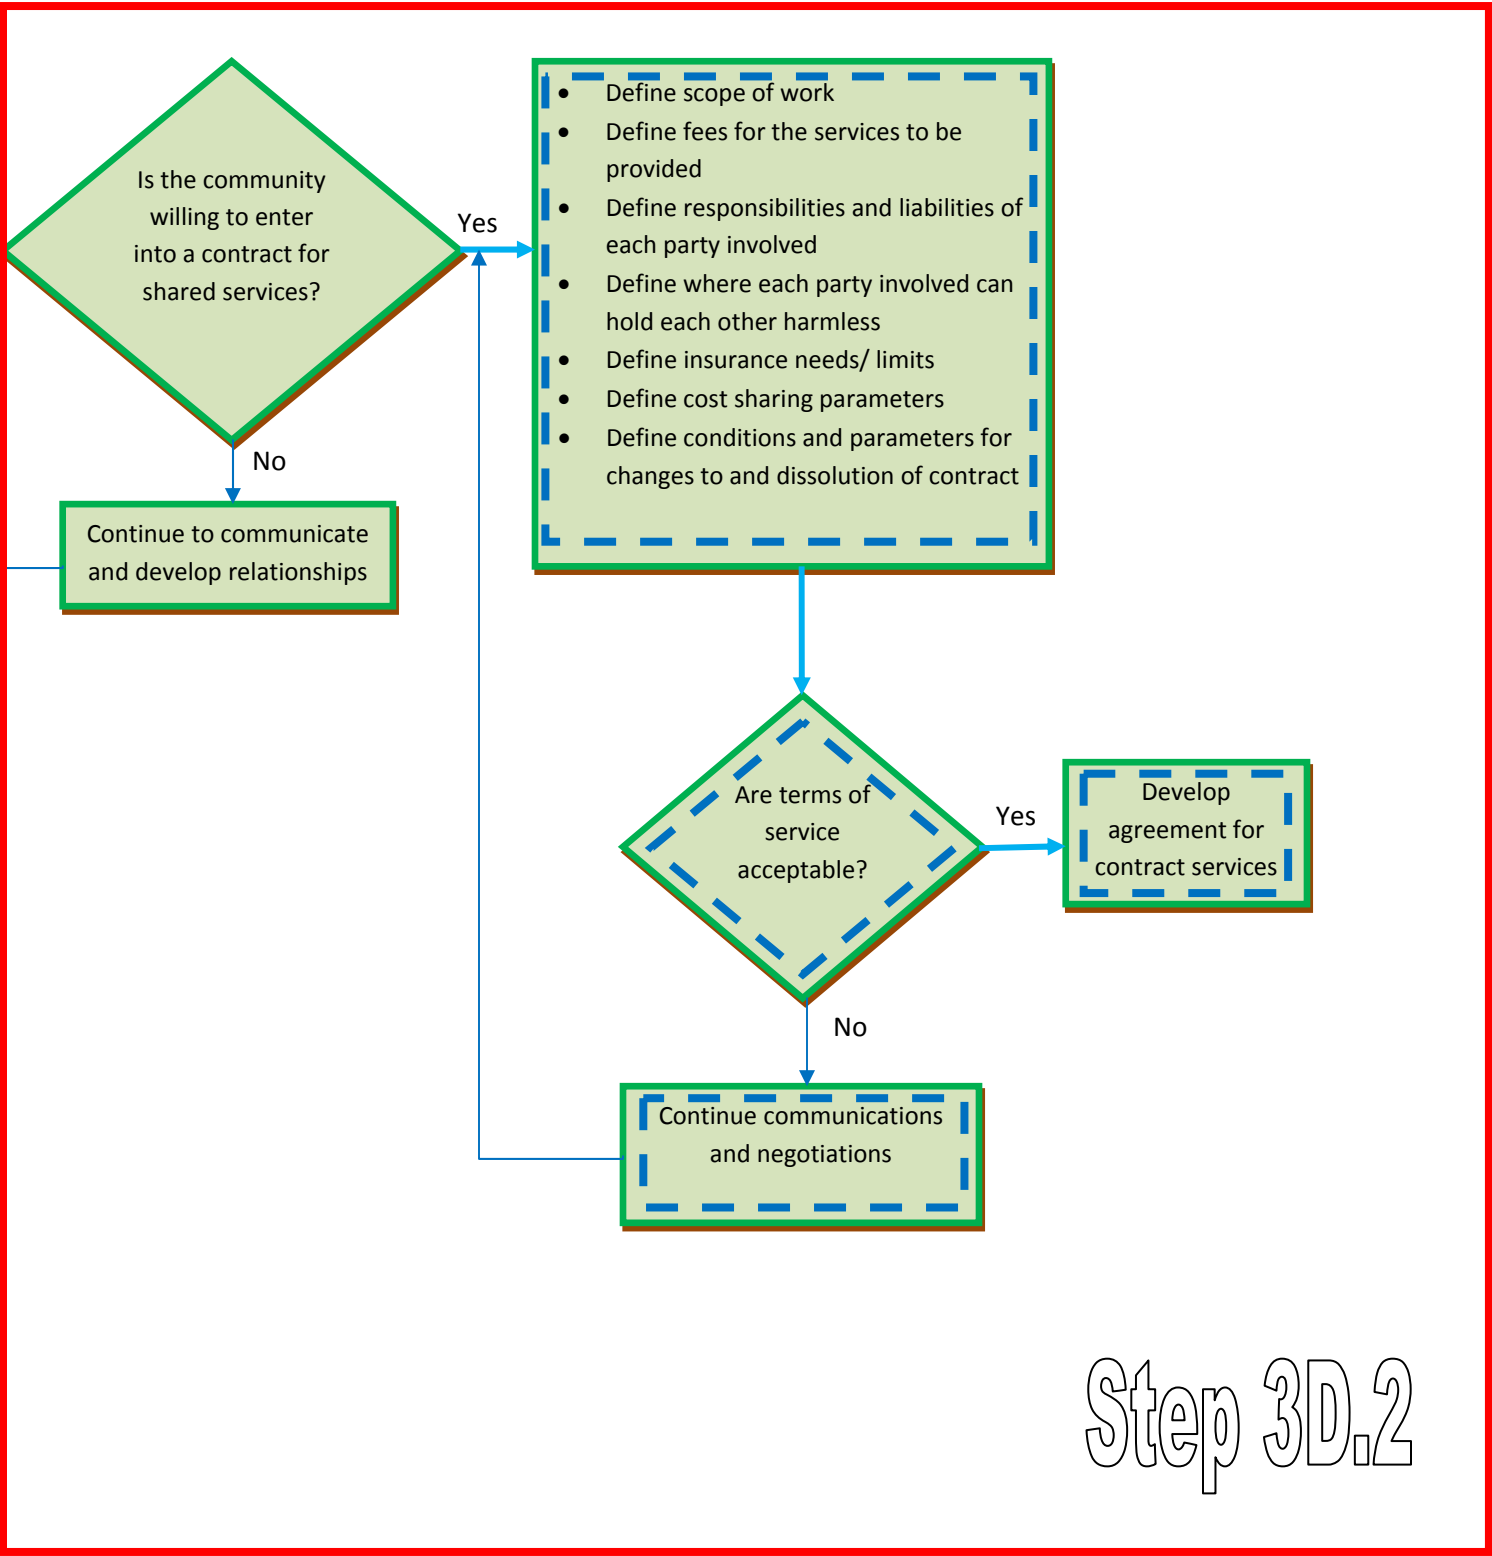 Is the community
willing to enter
into a contract for
shared services?
Yes
No
Continue to communicate
and develop relationships
• Define scope of work
• Define fees for the services to be
provided
• Define responsibilities and liabilities of
each party involved
• Define where each party involved can
hold each other harmless
• Define insurance needs/ limits
• Define cost sharing parameters
• Define conditions and parameters for
changes to and dissolution of contract
Are terms of
service
acceptable?
Yes
Develop
agreement for
contract services
No
Continue communications
and negotiations
Step 3D.2